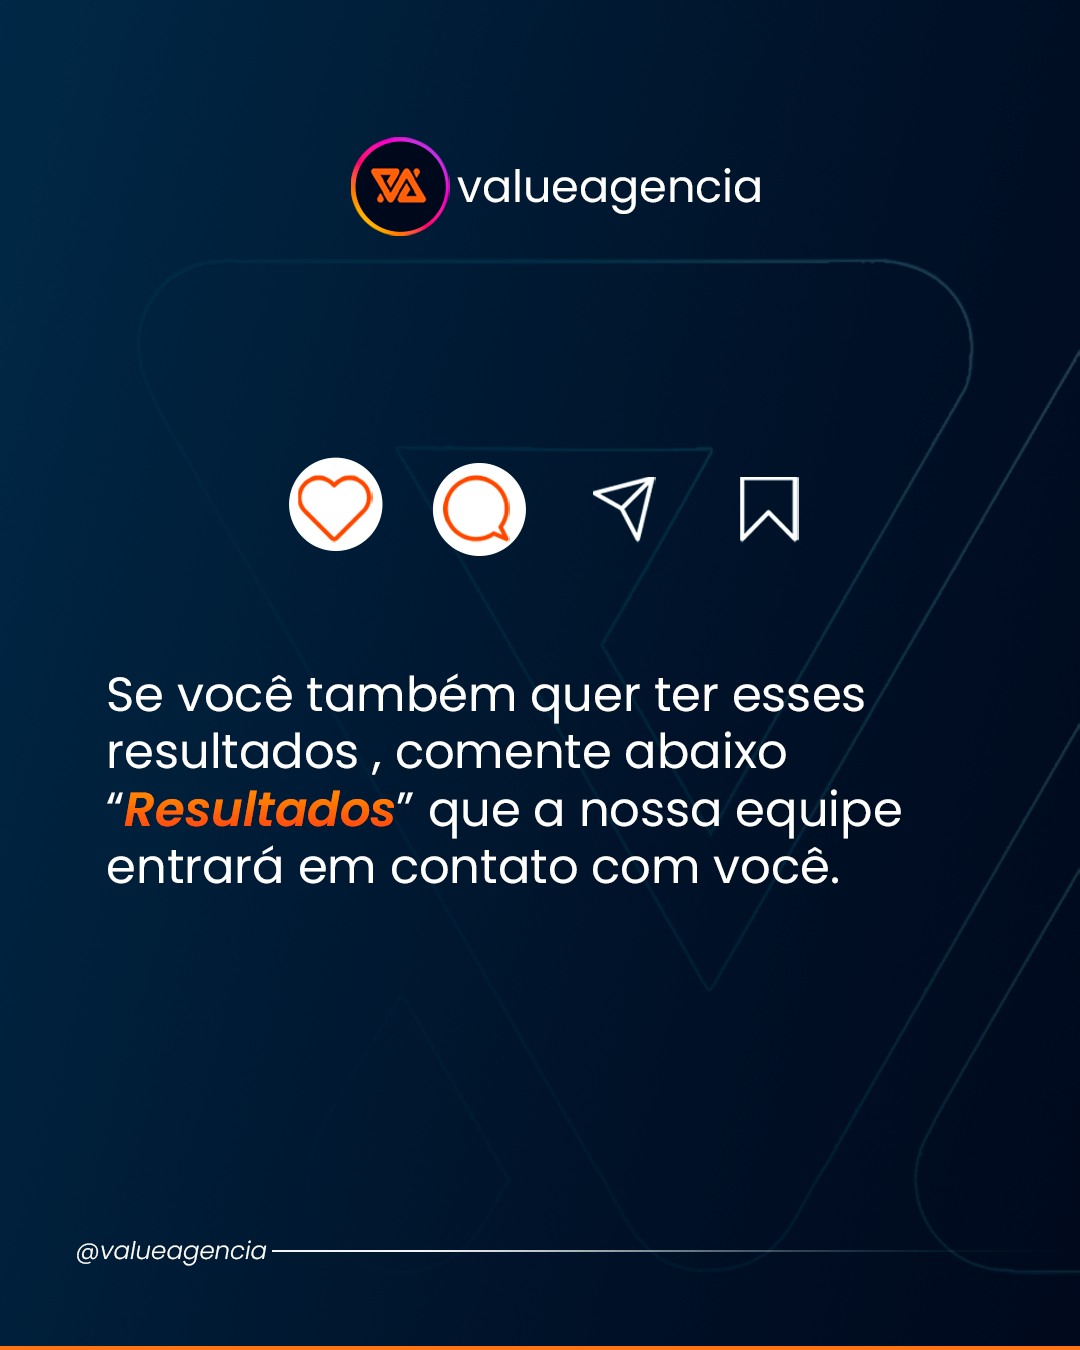 valueagencia
Se você também quer ter esses
resultados , comente abaixo
“Resultados” que a nossa equipe
entrará em contato com você.
@valueagencia